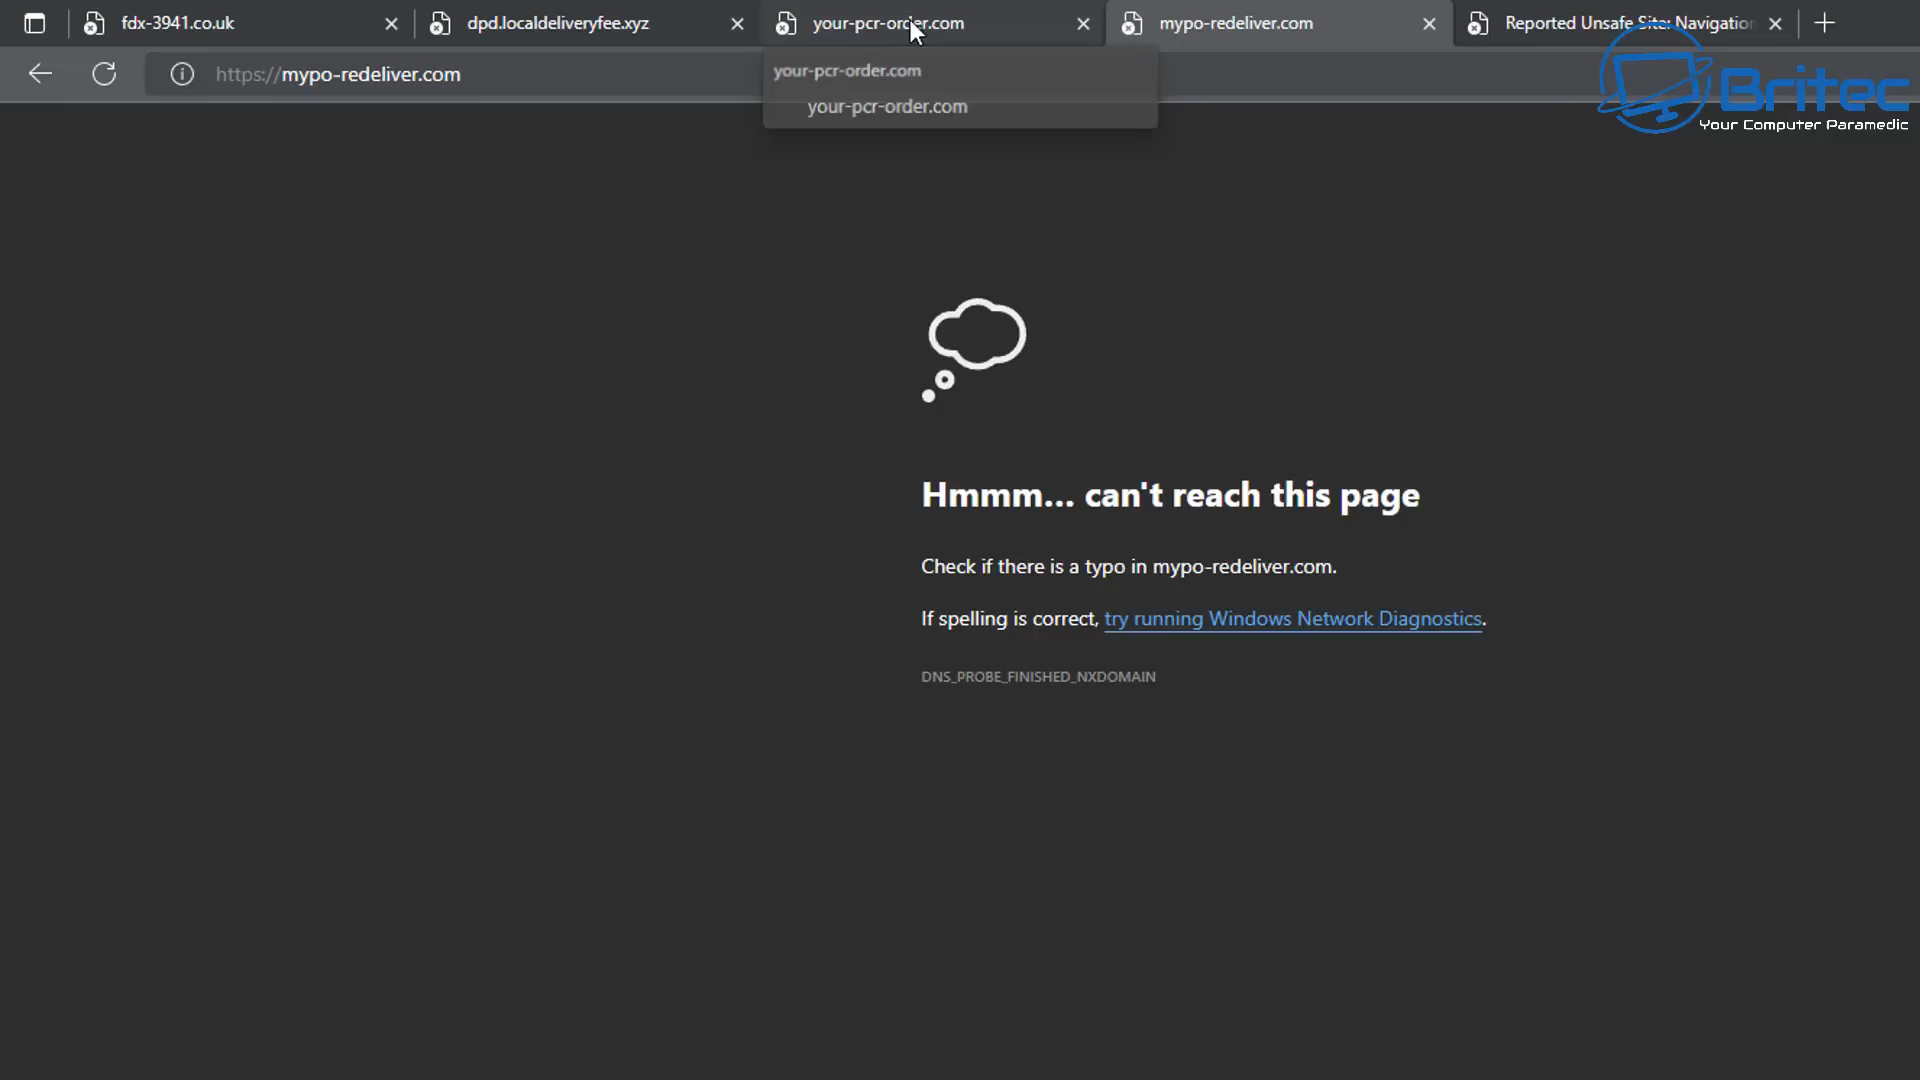 fdx-3941.co.uk
dpd.localdeliveryfee.xyz
your-pcr-order.com
mypo-redeliver.com
Reported Unsafe Site: Navigation
https://mypo-redeliver.com
your-pcr-order.com
your-pcr-order.com
Britec
Your Computer Paramedic
Hmmm... can't reach this page
Check if there is a typo in mypo-redeliver.com.
If spelling is correct, try running Windows Network Diagnostics.
DNS_PROBE_FINISHED_NXDOMAIN